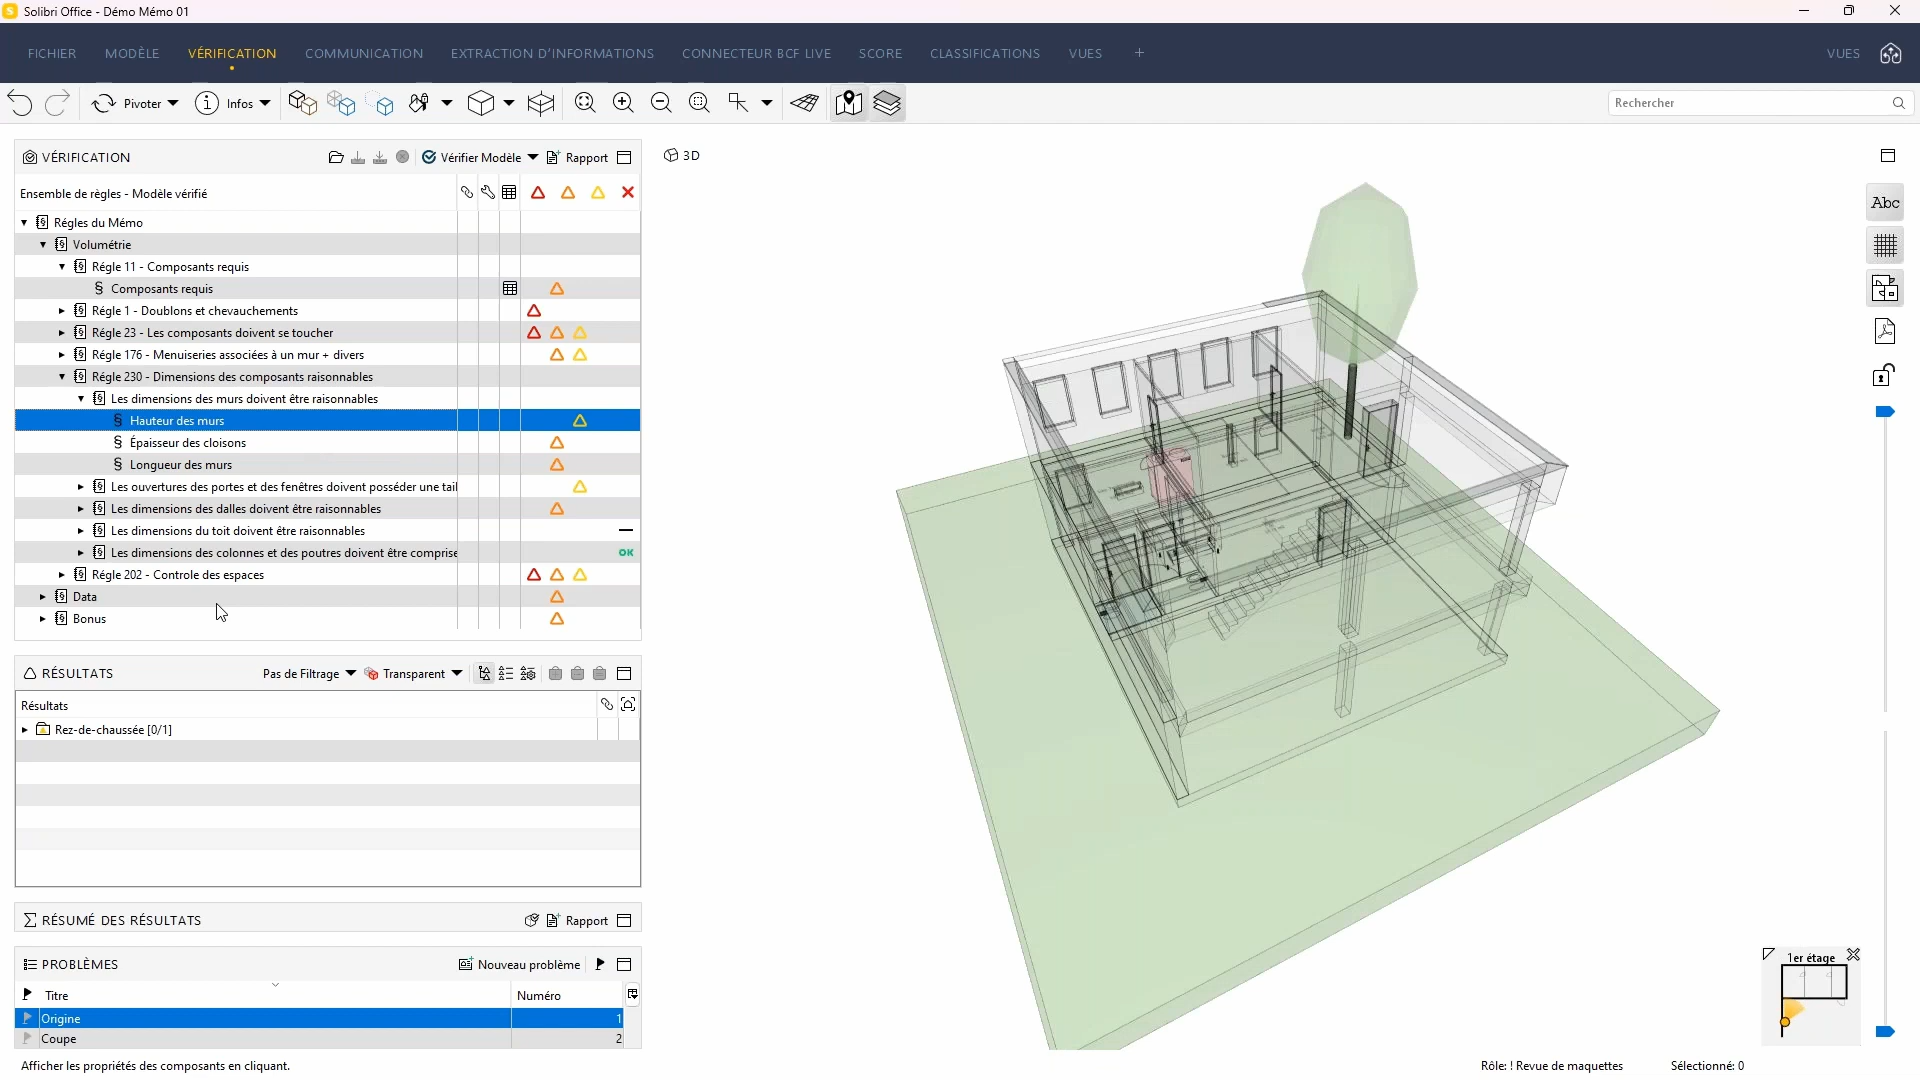 Solibri Office - Démo Mémo 01
FICHIER MODÈLE VÉRIFICATION COMMUNICATION EXTRACTION D'INFORMATIONS CONNECTEUR BCF LIVE SCORE CLASSIFICATIONS VUES + VUES
Pivoter Infos Rechercher
VÉRIFICATION Vérifier Modèle Rapport
3D
Ensemble de règles - Modèle vérifié
Abc
Régles du Mémo
Volumétrie
Régle 11 - Composants requis
Composants requis
Régle 1 - Doublons et chevauchements
Régle 23 - Les composants doivent se toucher
Régle 176 - Menuiseries associées à un mur + divers
Régle 230 - Dimensions des composants raisonnables
Les dimensions des murs doivent être raisonnables
§ Hauteur des murs
§ Épaisseur des cloisons
§ Longueur des murs
Les ouvertures des portes et des fenêtres doivent posséder une tail
Les dimensions des dalles doivent être raisonnables
Les dimensions du toit doivent être raisonnables
Les dimensions des colonnes et des poutres doivent être comprise OK
Régle 202 - Controle des espaces
Data
Bonus
RÉSULTATS Pas de Filtrage Transparent
Résultats
Rez-de-chaussée [0/1]
RÉSUMÉ DES RÉSULTATS Rapport
PROBLÈMES Nouveau problème
1er étage
Titre Numéro
Origine 1
Coupe 2
Afficher les propriétés des composants en cliquant. Rôle: ! Revue de maquettes Sélectionné: 0